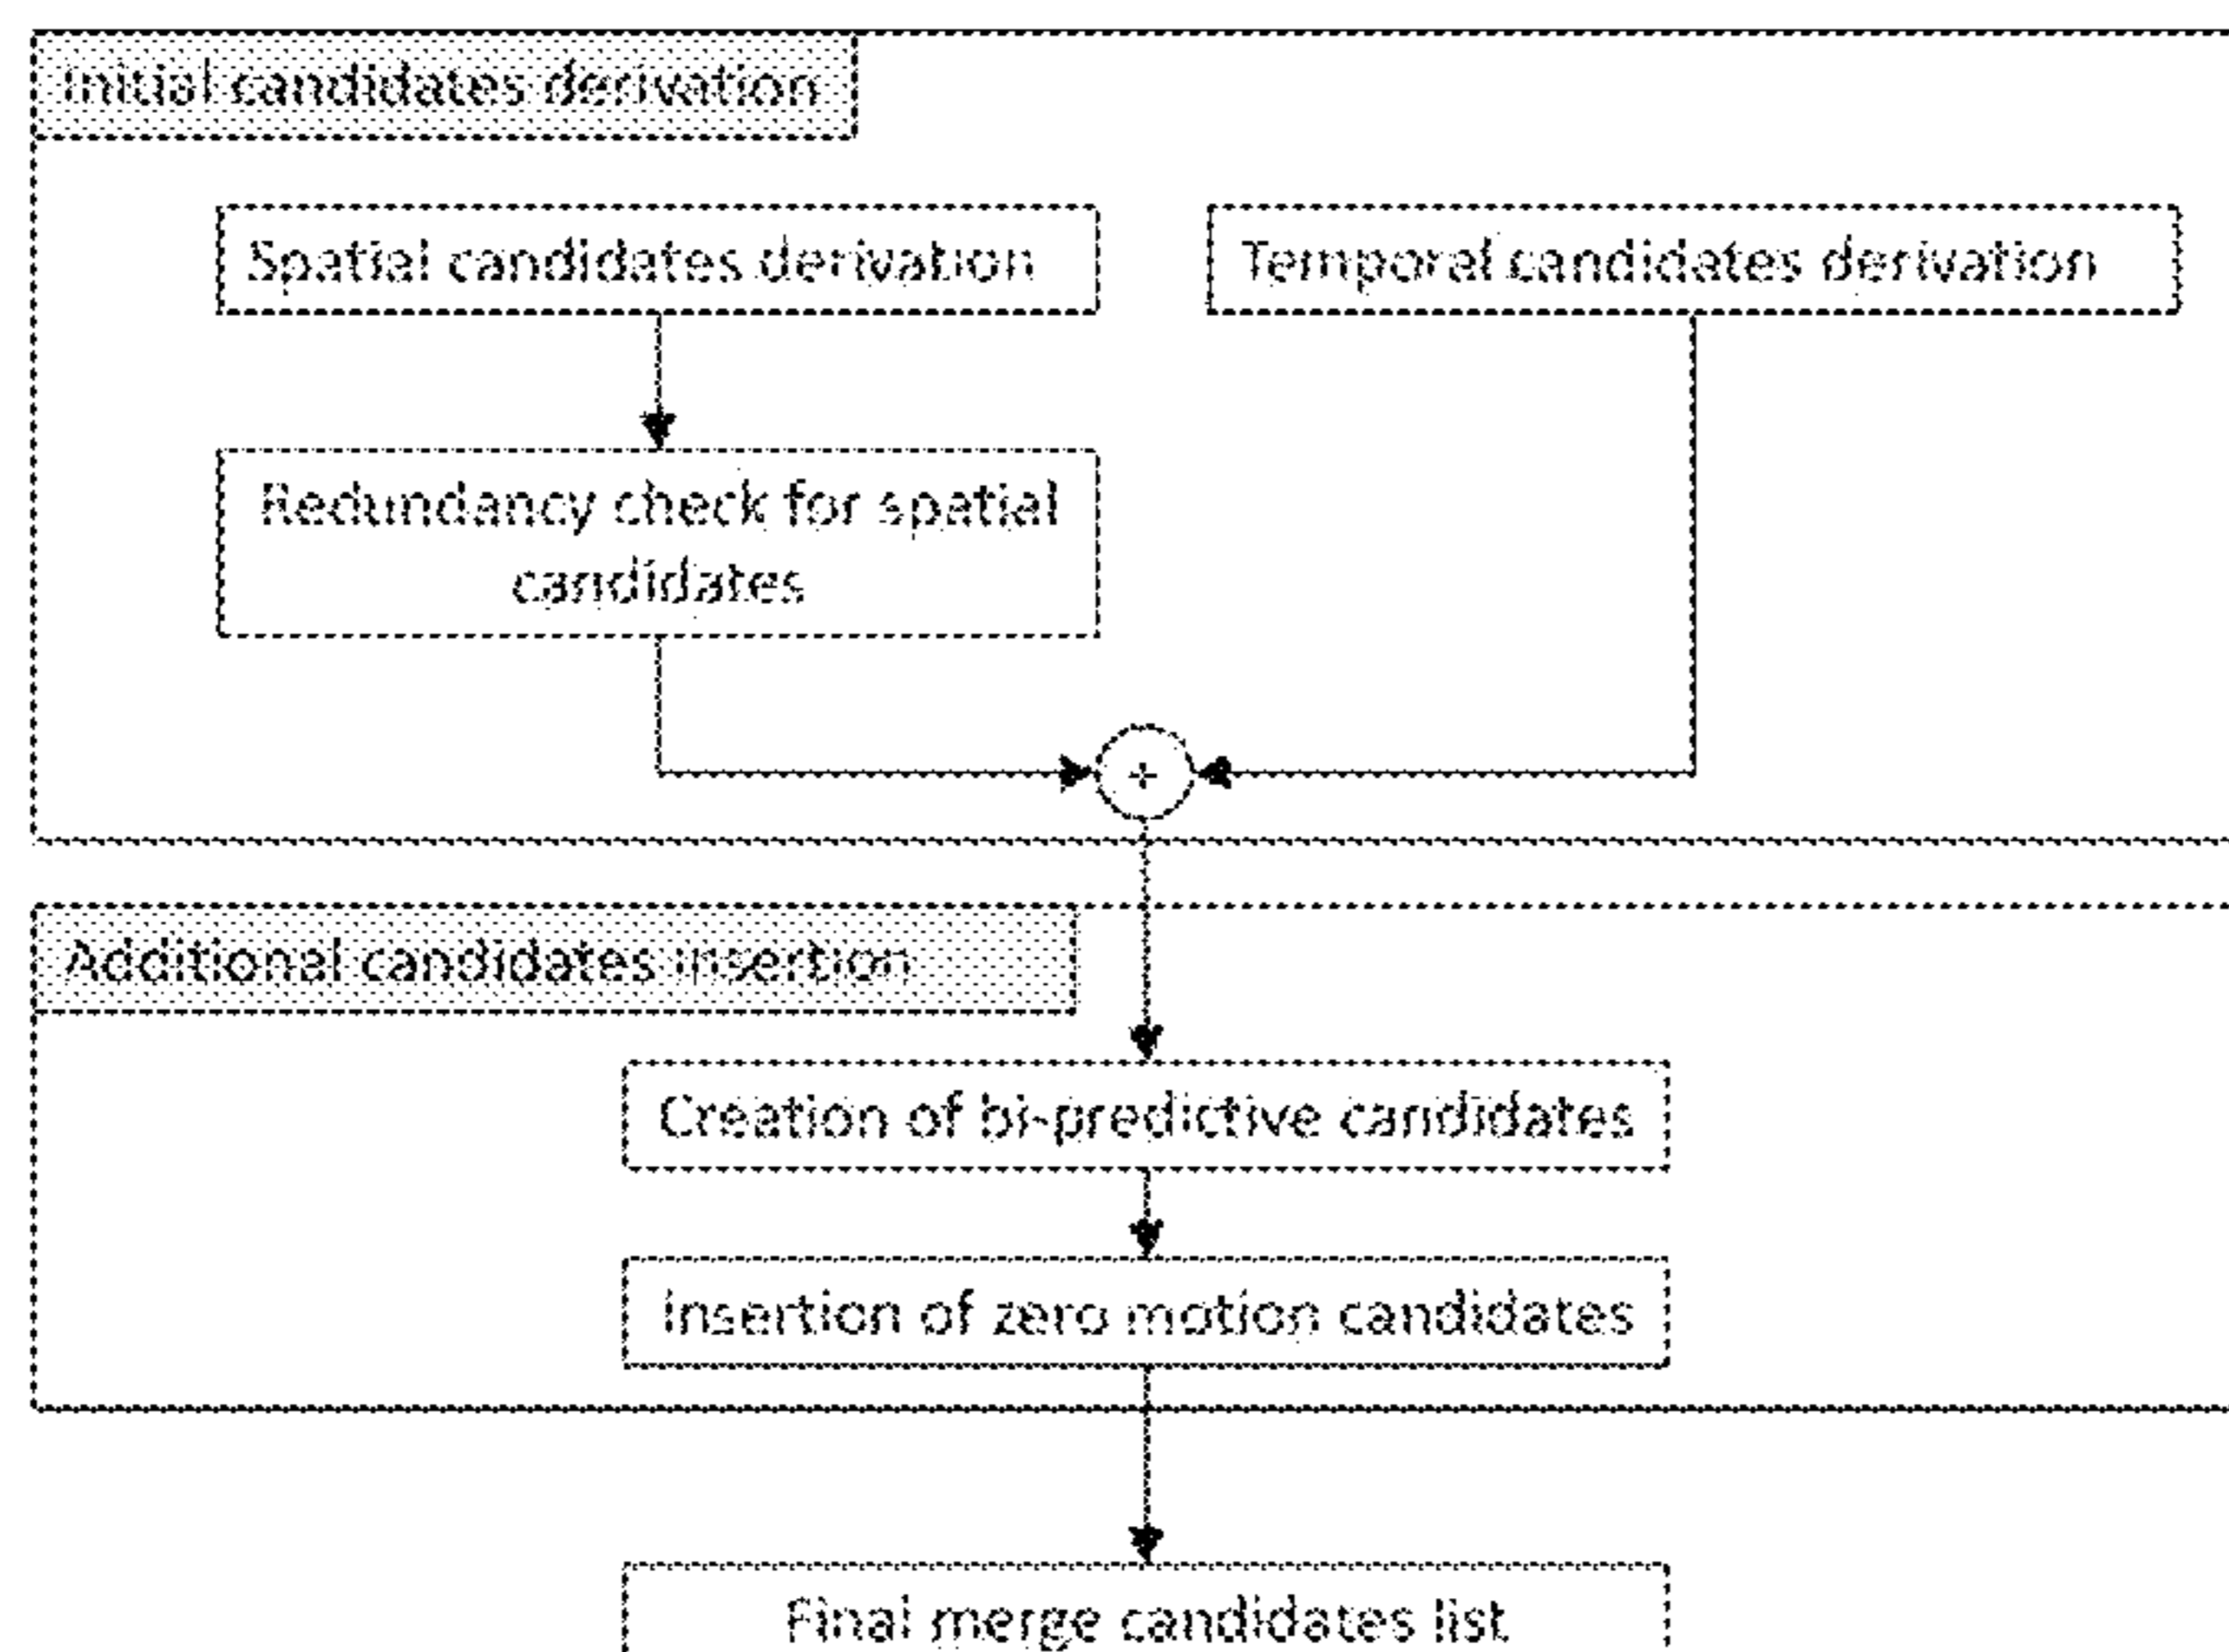 Initial candidates derivation
Spatial candidates derivation
Temporal candidates derivation
Redundancy check for spatial
candidates
+
Additional candidates insertion
Creation of bi-predictive candidates
Insertion of zero motion candidates
Final merge candidates list